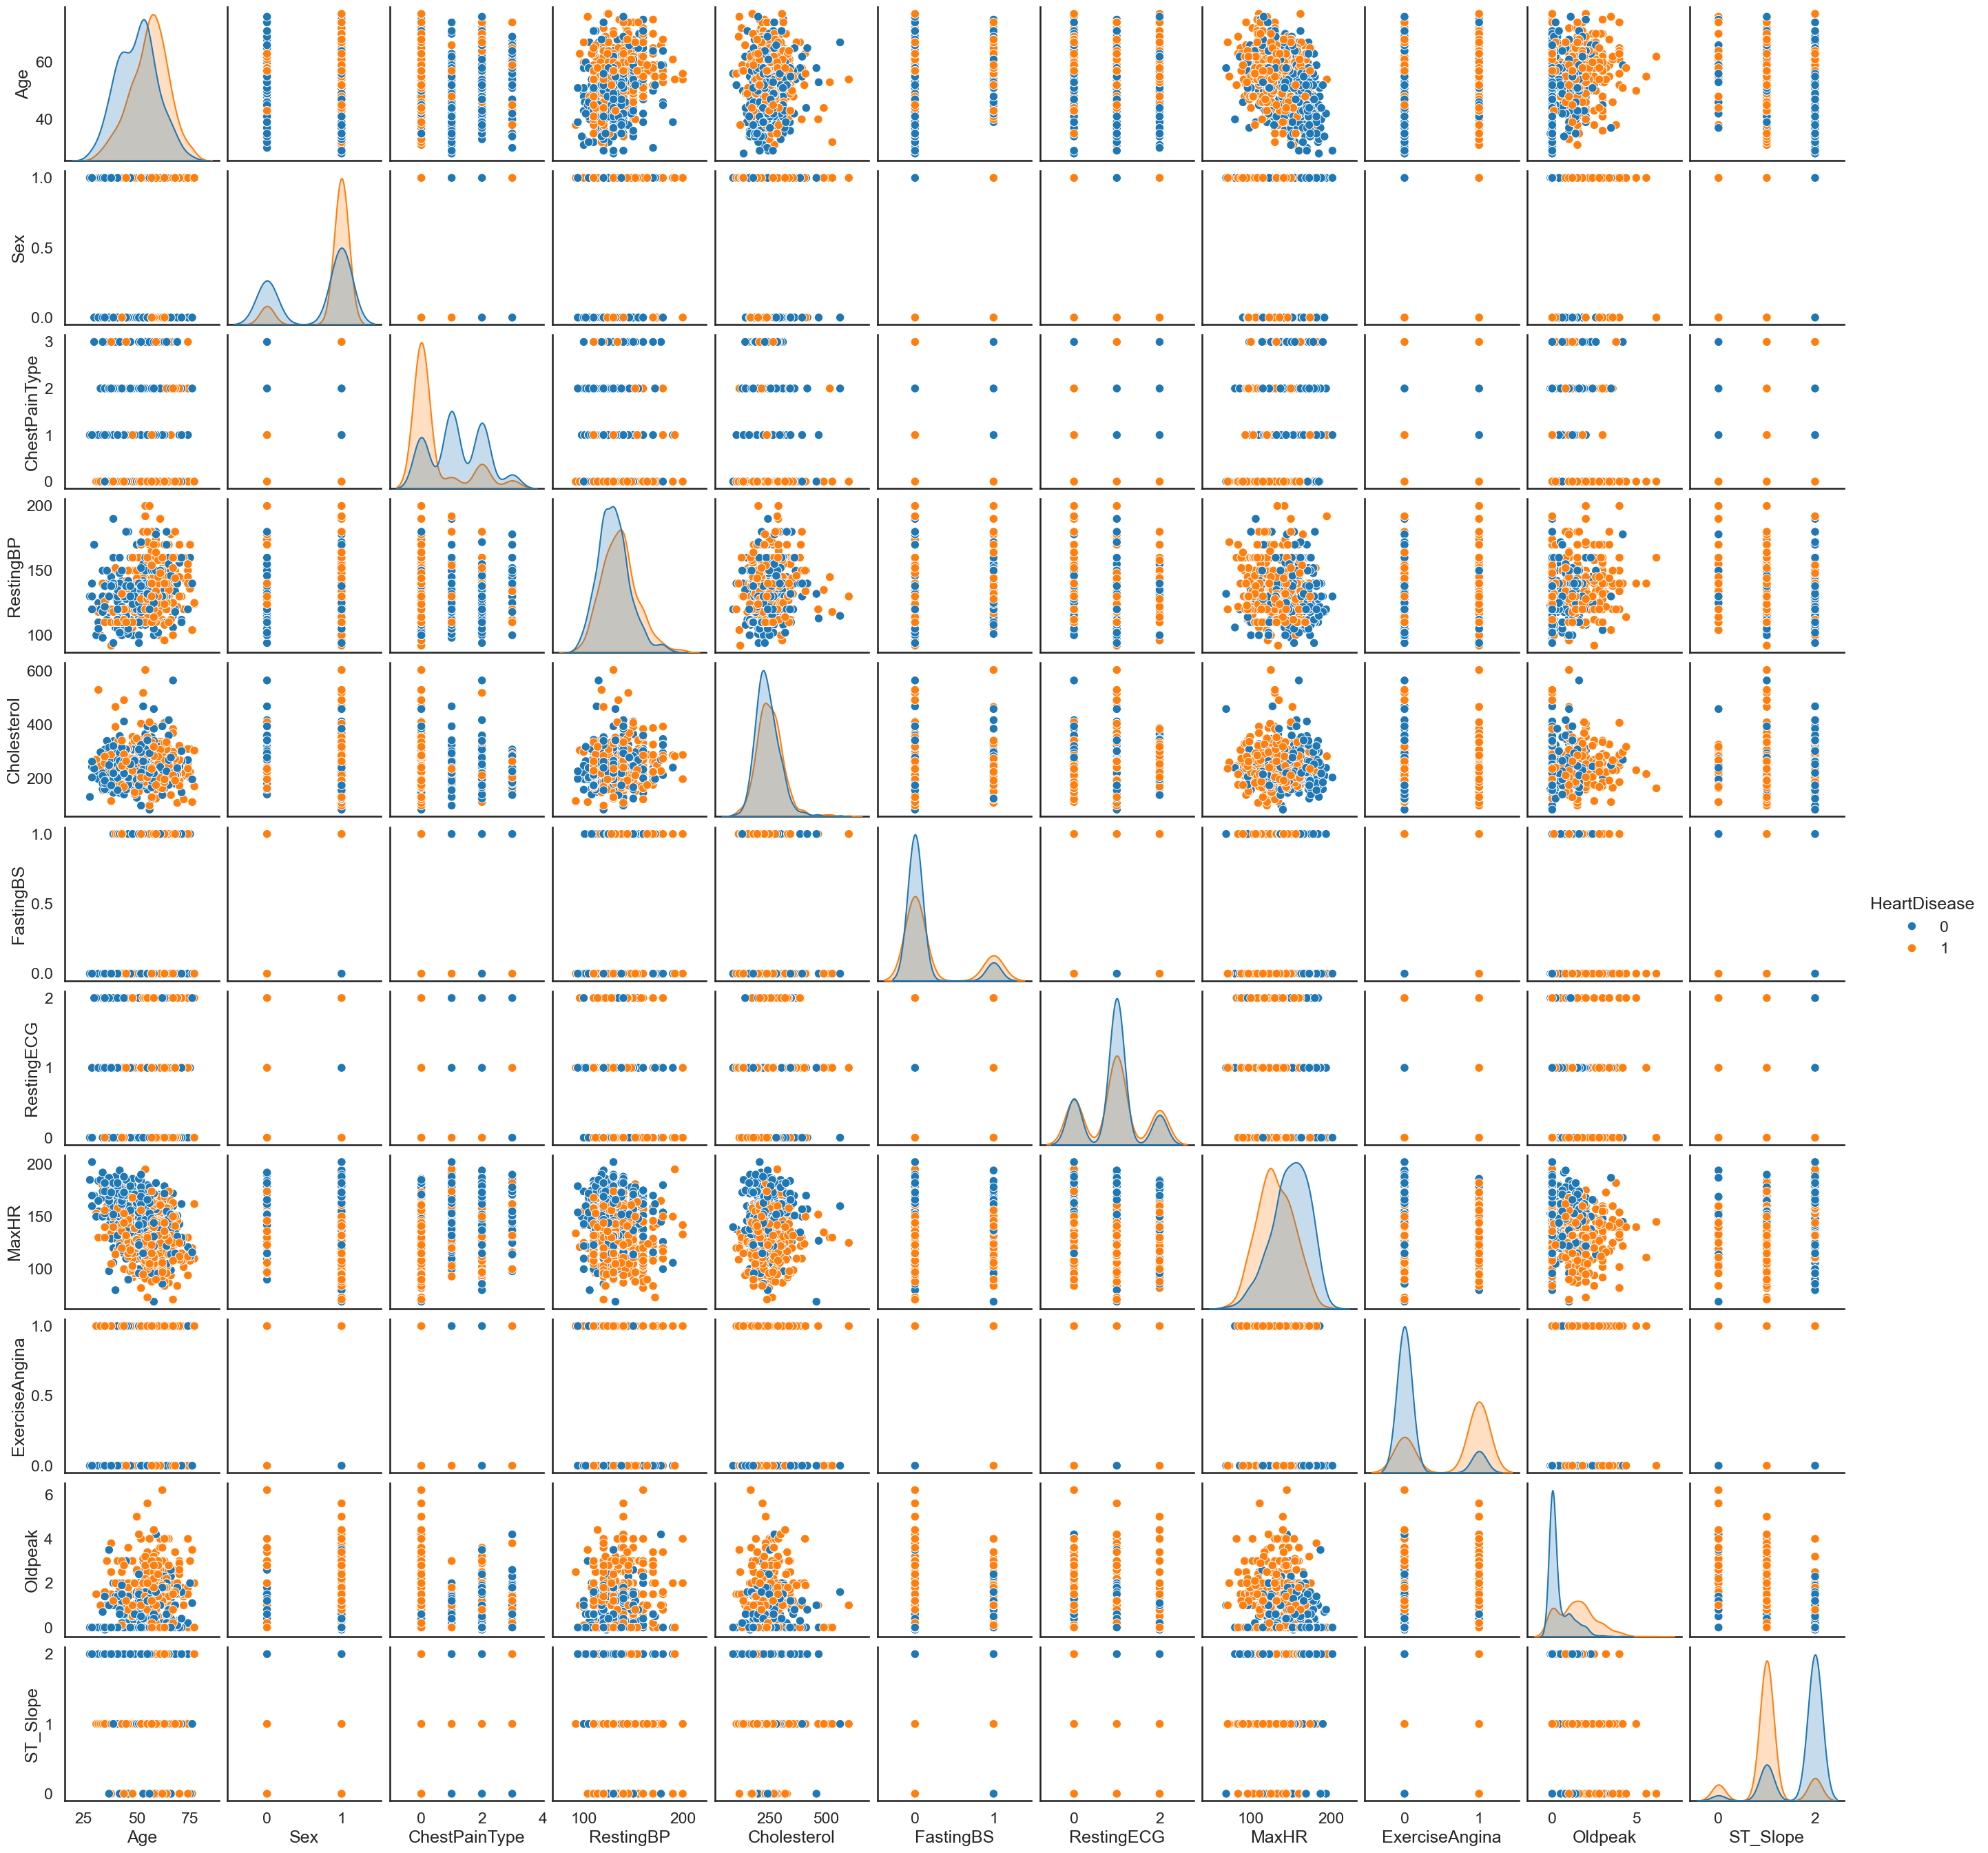 60
40
Age
1.0
0.5
0.0
Sex
3
2
1
0
ChestPainType
200
150
100
RestingBP
600
400
200
Cholesterol
1.0
0.5
0.0
FastingBS
HeartDisease
0
1
2
1
0
RestingECG
200
150
100
MaxHR
1.0
0.5
0.0
ExerciseAngina
6
4
2
0
Oldpeak
2
1
0
ST_Slope
25 50 75 0 1 0 2 4 100 200 250 500 0 1 0 2 100 200 0 1 0 5 0 2
Age Sex ChestPainType RestingBP Cholesterol FastingBS RestingECG MaxHR ExerciseAngina Oldpeak ST_Slope